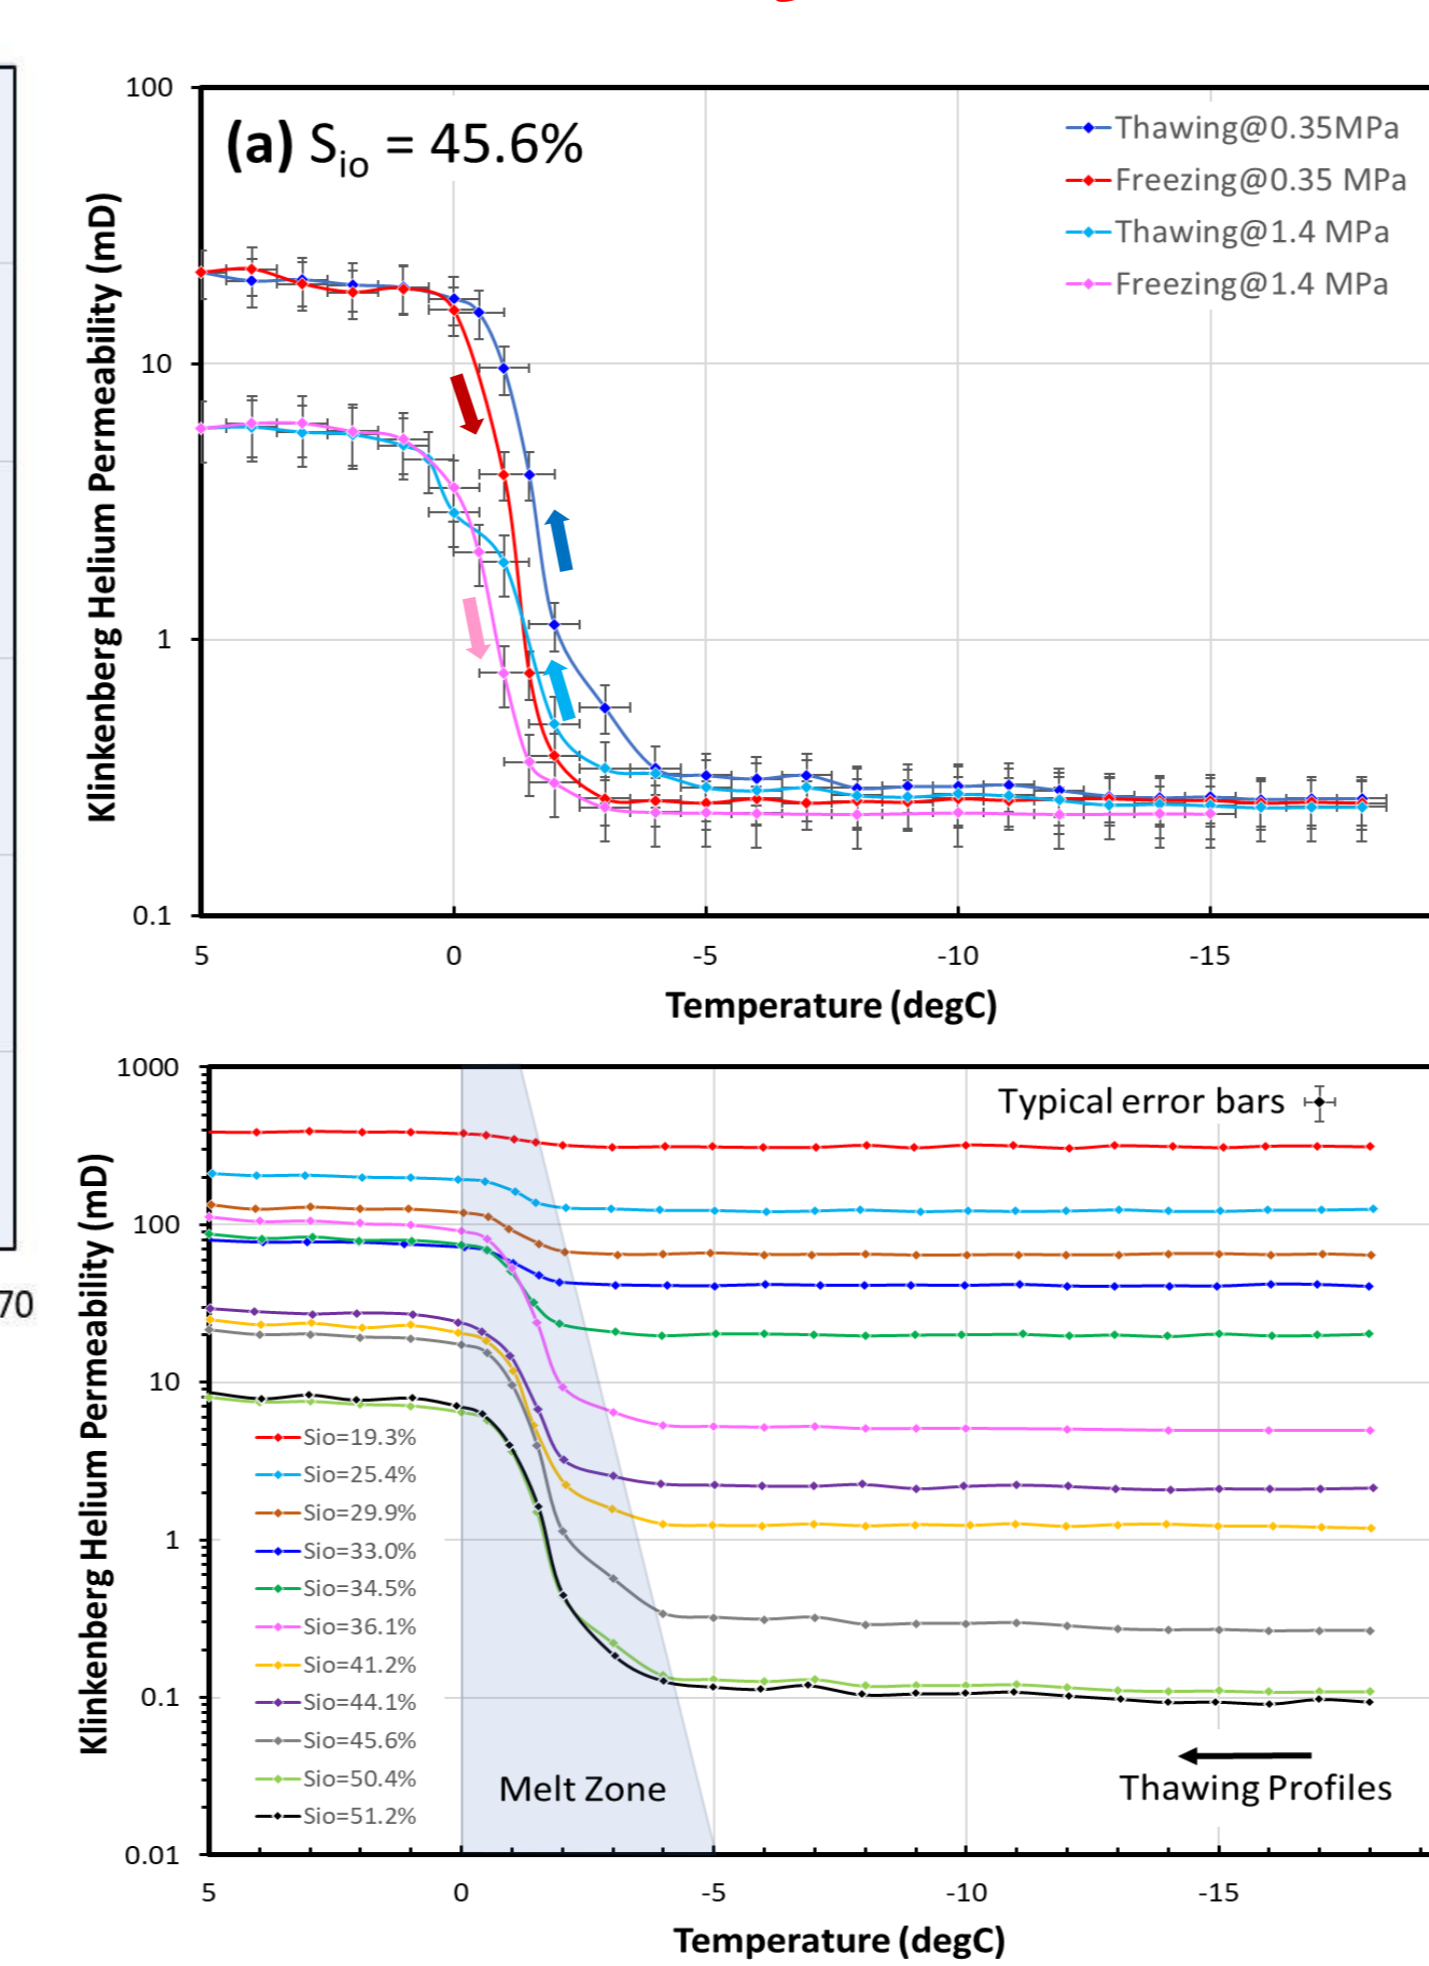 100
(a) Sio = 45.6%
Thawing@0.35MPa
Freezing@0.35 MPa
Thawing@1.4 MPa
Freezing@1.4 MPa
Klinkenberg Helium Permeability (mD)
10
1
0.1
5 0 -5 -10 -15
Temperature (degC)
70
1000
Typical error bars
Klinkenberg Helium Permeability (mD)
100
10
Sio=19.3%
Sio=25.4%
Sio=29.9%
1
Sio=33.0%
Sio=34.5%
Sio=36.1%
Sio=41.2%
0.1
Sio=44.1%
Sio=45.6%
Sio=50.4%
Sio=51.2%
Melt Zone
Thawing Profiles
0.01
5 0 -5 -10 -15
Temperature (degC)